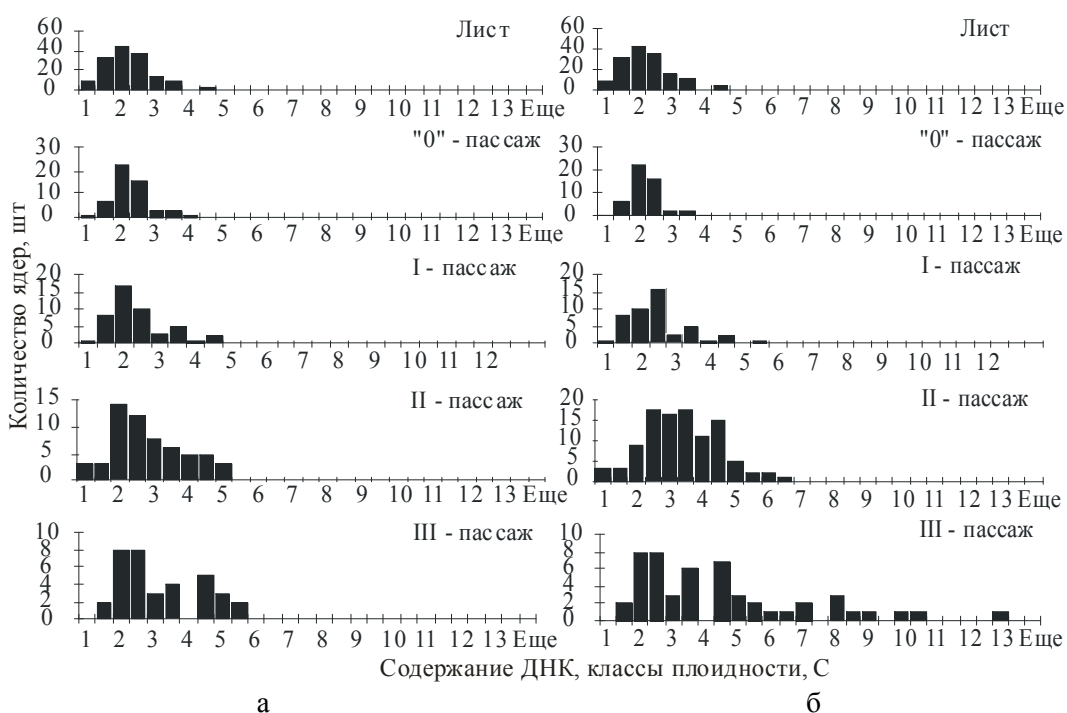 Количество ядер, шт
60
40
20
0
Лист
1 2 3 4 5 6 7 8 9 10 11 12 13 Еще
30
20
10
0
"0" - пассаж
1 2 3 4 5 6 7 8 9 10 11 12 13 Еще
20
15
10
5
0
I - пассаж
1 2 3 4 5 6 7 8 9 10 11 12
15
10
5
0
II - пассаж
1 2 3 4 5 6 7 8 9 10 11 12 13 Еще
10
8
6
4
2
0
III - пассаж
1 2 3 4 5 6 7 8 9 10 11 12 13 Еще
60
40
20
0
Лист
1 2 3 4 5 6 7 8 9 10 11 12 13 Еще
30
20
10
0
"0" - пассаж
1 2 3 4 5 6 7 8 9 10 11 12 13 Еще
20
15
10
5
0
I - пассаж
1 2 3 4 5 6 7 8 9 10 11 12
20
15
10
5
0
II - пассаж
1 2 3 4 5 6 7 8 9 10 11 12 13 Еще
10
8
6
4
2
0
III - пассаж
1 2 3 4 5 6 7 8 9 10 11 12 13 Еще
Содержание ДНК, классы плоидности, С
а
б